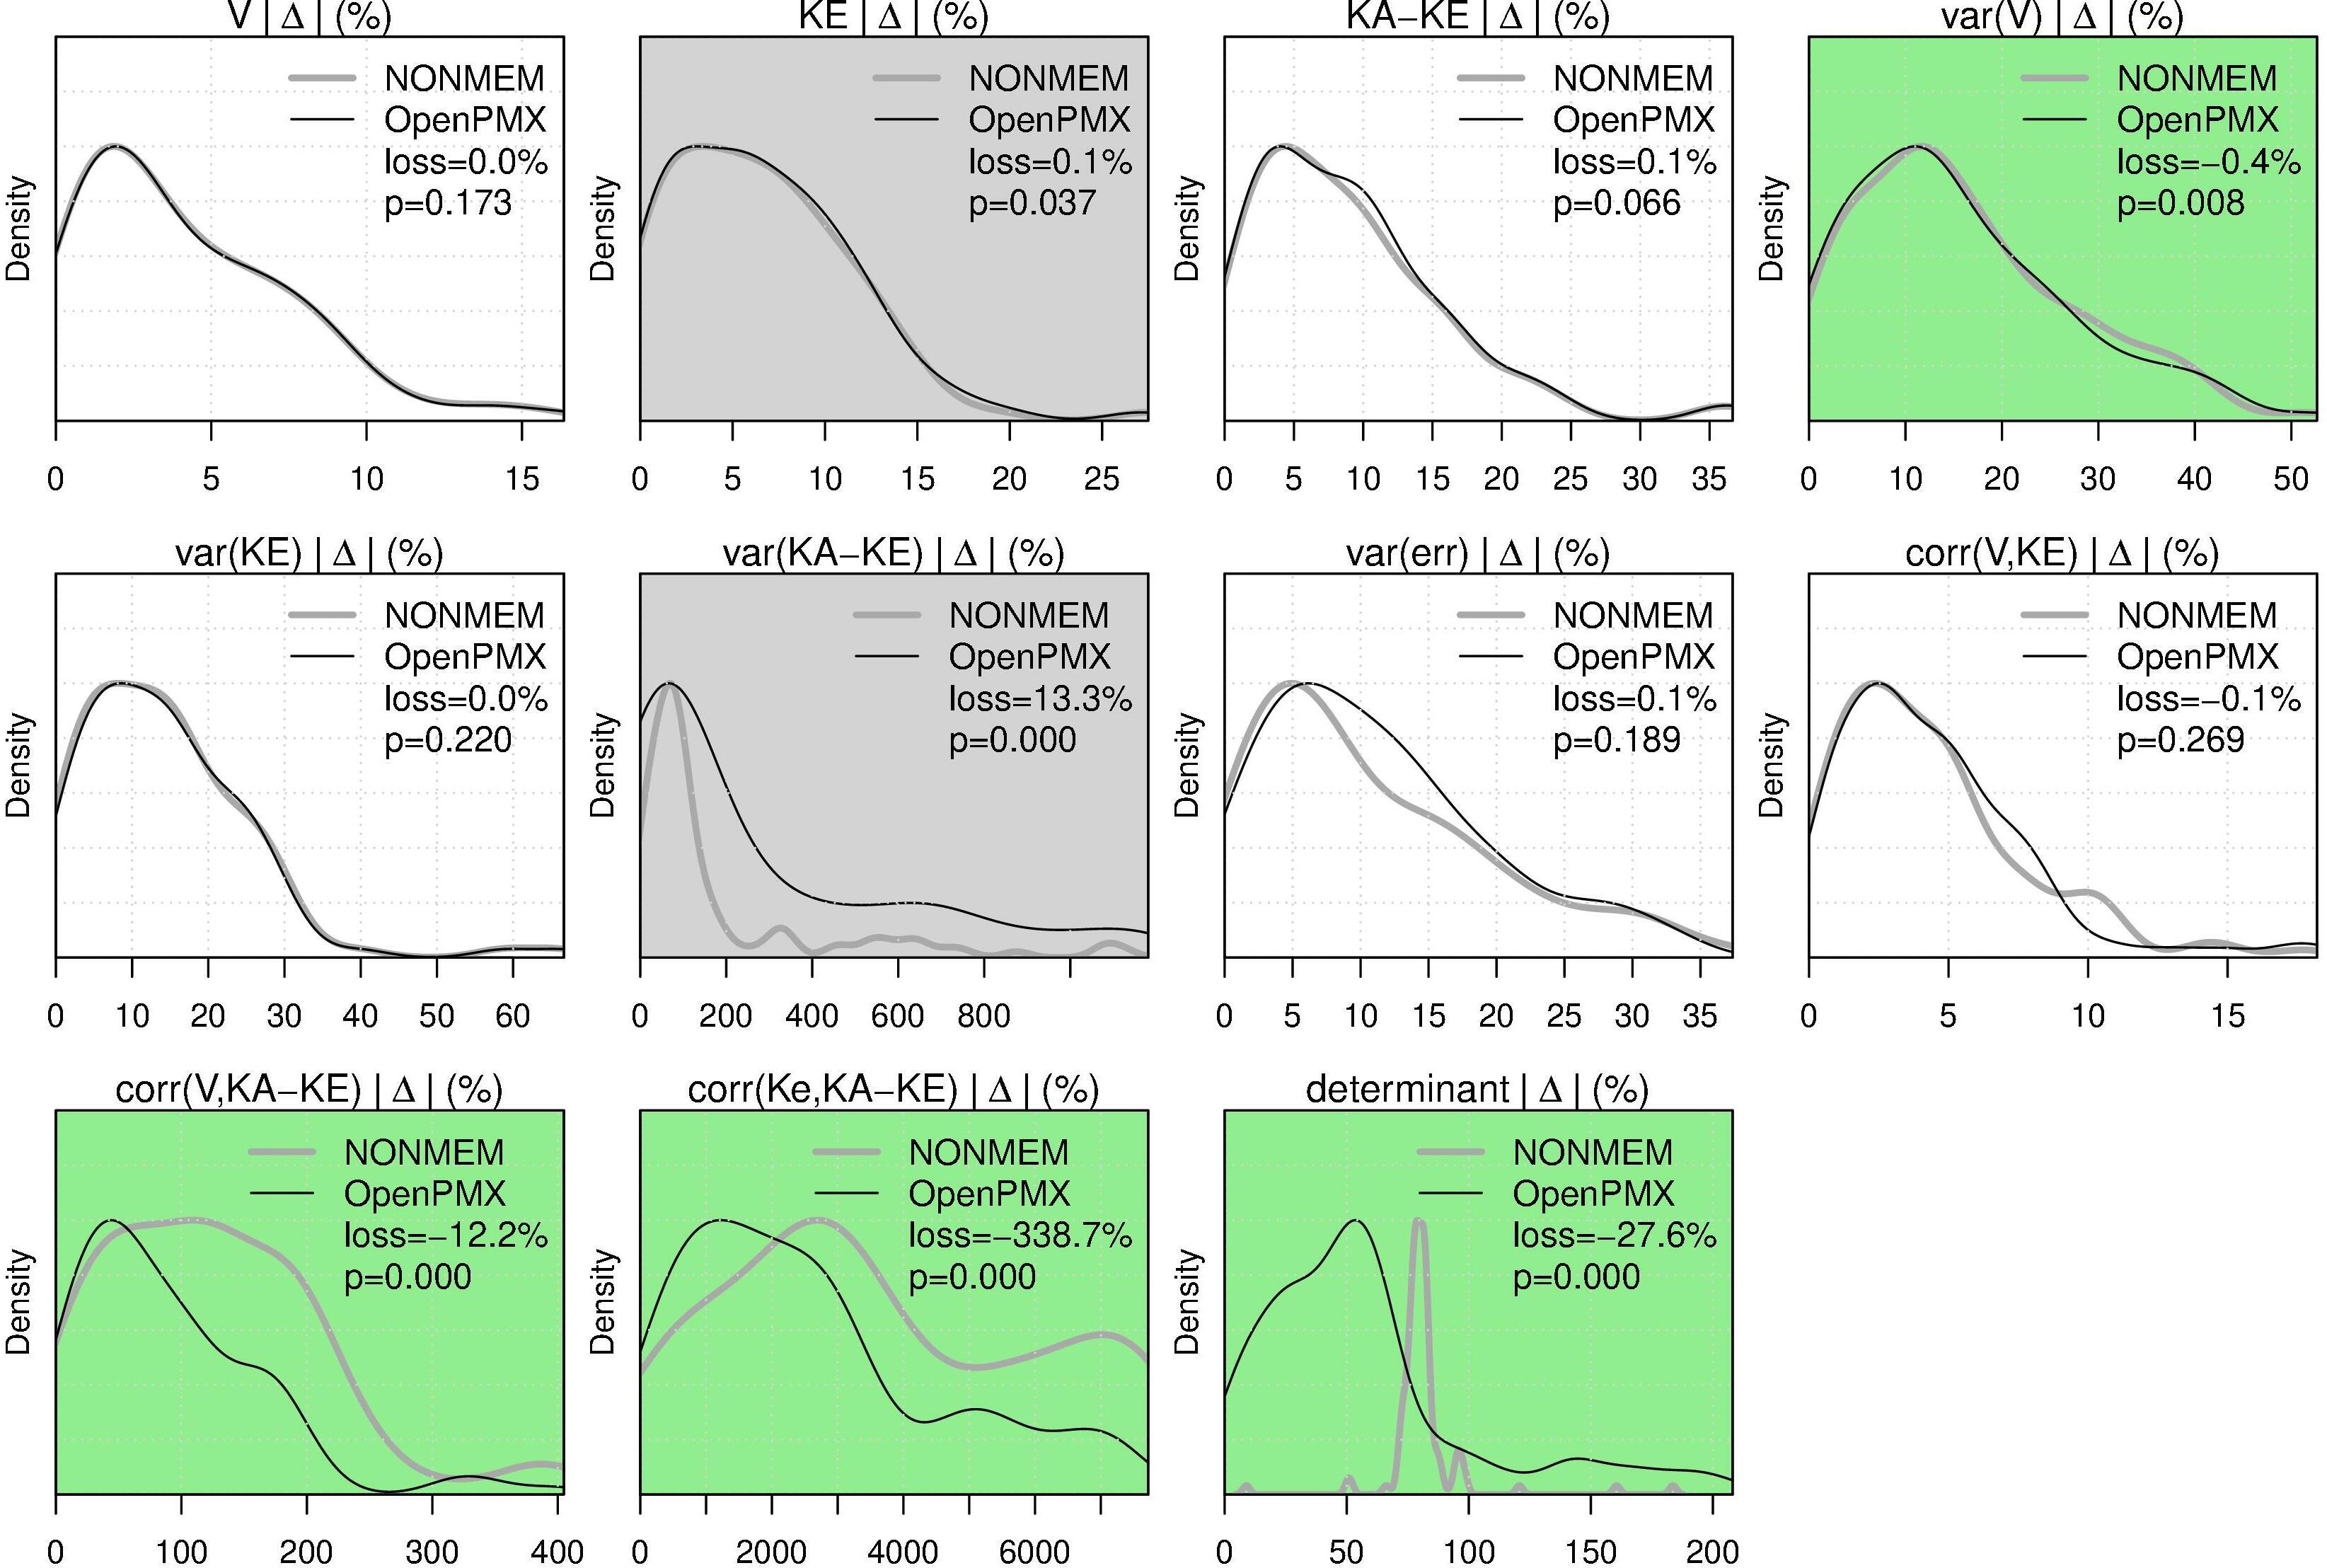 V | Δ | (%)
NONMEM
OpenPMX
loss=0.0%
p=0.173
Density
0 5 10 15
KE | Δ | (%)
NONMEM
OpenPMX
loss=0.1%
p=0.037
Density
0 5 10 15 20 25
KA−KE | Δ | (%)
NONMEM
OpenPMX
loss=0.1%
p=0.066
Density
0 5 10 15 20 25 30 35
var(V) | Δ | (%)
NONMEM
OpenPMX
loss=−0.4%
p=0.008
Density
0 10 20 30 40 50
var(KE) | Δ | (%)
NONMEM
OpenPMX
loss=0.0%
p=0.220
Density
0 10 20 30 40 50 60
var(KA−KE) | Δ | (%)
NONMEM
OpenPMX
loss=13.3%
p=0.000
Density
0 200 400 600 800
var(err) | Δ | (%)
NONMEM
OpenPMX
loss=0.1%
p=0.189
Density
0 5 10 15 20 25 30 35
corr(V,KE) | Δ | (%)
NONMEM
OpenPMX
loss=−0.1%
p=0.269
Density
0 5 10 15
corr(V,KA−KE) | Δ | (%)
NONMEM
OpenPMX
loss=−12.2%
p=0.000
Density
0 100 200 300 400
corr(Ke,KA−KE) | Δ | (%)
NONMEM
OpenPMX
loss=−338.7%
p=0.000
Density
0 2000 4000 6000
determinant | Δ | (%)
NONMEM
OpenPMX
loss=−27.6%
p=0.000
Density
0 50 100 150 200